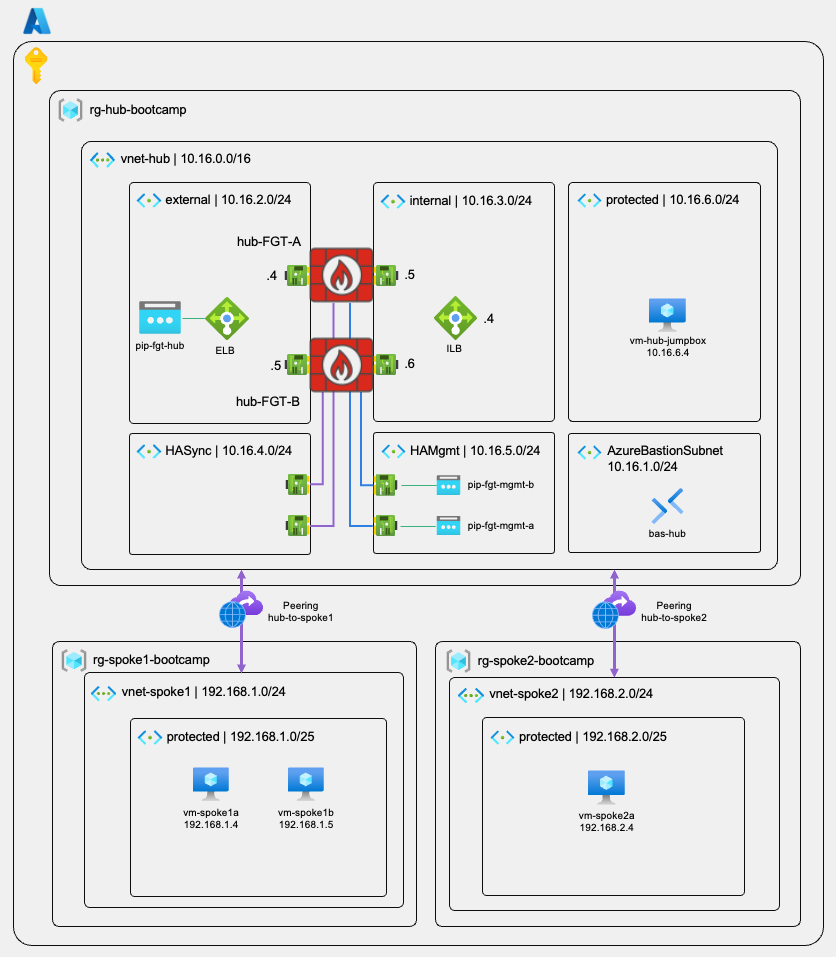 rg-hub-bootcamp
vnet-hub | 10.16.0.0/16
external | 10.16.2.0/24
internal | 10.16.3.0/24
protected | 10.16.6.0/24
hub-FGT-A
.4
.5
pip-fgt-hub
ELB
ILB
.4
vm-hub-jumpbox
10.16.6.4
.5
.6
hub-FGT-B
HASync | 10.16.4.0/24
HAMgmt | 10.16.5.0/24
AzureBastionSubnet
10.16.1.0/24
pip-fgt-mgmt-b
pip-fgt-mgmt-a
bas-hub
Peering
hub-to-spoke1
Peering
hub-to-spoke2
rg-spoke1-bootcamp
vnet-spoke1 | 192.168.1.0/24
protected | 192.168.1.0/25
vm-spoke1a
192.168.1.4
vm-spoke1b
192.168.1.5
rg-spoke2-bootcamp
vnet-spoke2 | 192.168.2.0/24
protected | 192.168.2.0/25
vm-spoke2a
192.168.2.4